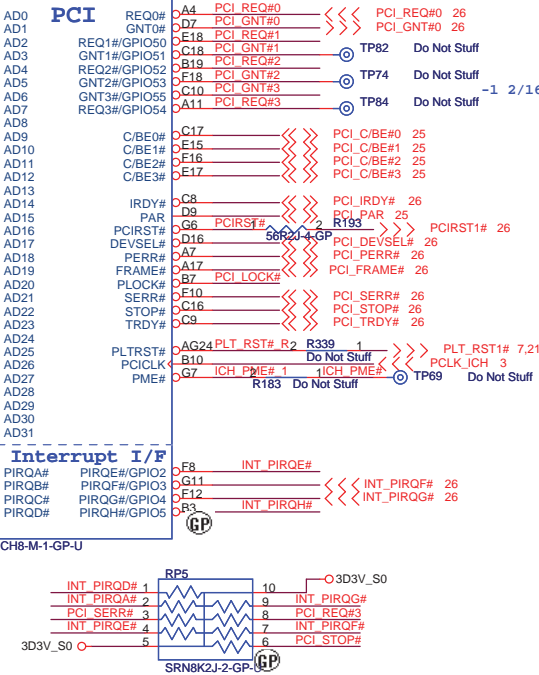 PCI
AD0 REQ0# A4 PCI_REQ#0 PCI_REQ#0 26
AD1 GNT0# D7 PCI_GNT#0 PCI_GNT#0 26
AD2 REQ1#/GPIO50 E18 PCI_REQ#1
AD3 GNT1#/GPIO51 C18 PCI_GNT#1 TP82 Do Not Stuff
AD4 REQ2#/GPIO52 B19 PCI_REQ#2
AD5 GNT2#/GPIO53 F18 PCI_GNT#2 TP74 Do Not Stuff
-1 2/16
AD6 GNT3#/GPIO55 C10 PCI_GNT#3
AD7 REQ3#/GPIO54 A11 PCI_REQ#3 TP84 Do Not Stuff
AD8
AD9 C/BE0# C17 PCI_C/BE#0 25
AD10 C/BE1# E15 PCI_C/BE#1 25
AD11 C/BE2# F16 PCI_C/BE#2 25
AD12 C/BE3# E17 PCI_C/BE#3 25
AD13
AD14 IRDY# C8 PCI_IRDY# 26
AD15 PAR D9 PCI_PAR 25
AD16 PCIRST# G6 PCIRST# 1 2 R193 PCIRST1# 26
56R2J-4-GP
AD17 DEVSEL# D16 PCI_DEVSEL# 26
AD18 PERR# A7 PCI_PERR# 26
AD19 FRAME# A17 PCI_FRAME# 26
AD20 PLOCK# B7 PCI_LOCK#
AD21 SERR# F10 PCI_SERR# 26
AD22 STOP# C16 PCI_STOP# 26
AD23 TRDY# C9 PCI_TRDY# 26
AD24
AD25 PLTRST# AG24 PLT_RST#_R 2 R339 1 PLT_RST1# 7,21
Do Not Stuff
AD26 PCICLK B10 PCLK_ICH 3
AD27 PME# G7 ICH_PME#_1 2 1 ICH_PME# TP69 Do Not Stuff
R183 Do Not Stuff
AD28
AD29
AD30
AD31
Interrupt I/F
PIRQA# PIRQE#/GPIO2 F8 INT_PIRQE#
PIRQB# PIRQF#/GPIO3 G11 INT_PIRQF# 26
PIRQC# PIRQG#/GPIO4 F12 INT_PIRQG# 26
PIRQD# PIRQH#/GPIO5 B3 INT_PIRQH#
GP
CH8-M-1-GP-U
RP5
INT_PIRQD# 1 10 3D3V_S0
INT_PIRQA# 2 9 INT_PIRQG#
PCI_SERR# 3 8 PCI_REQ#3
INT_PIRQE# 4 7 INT_PIRQF#
3D3V_S0 5 6 PCI_STOP#
SRN8K2J-2-GP-U
GP